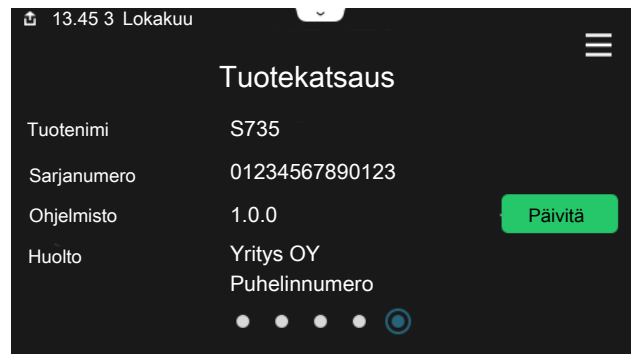 13.45 3 Lokakuu
Tuotekatsaus
Tuotenimi S735
Sarjanumero 01234567890123
Ohjelmisto 1.0.0 Päivitä
Huolto Yritys OY
Puhelinnumero